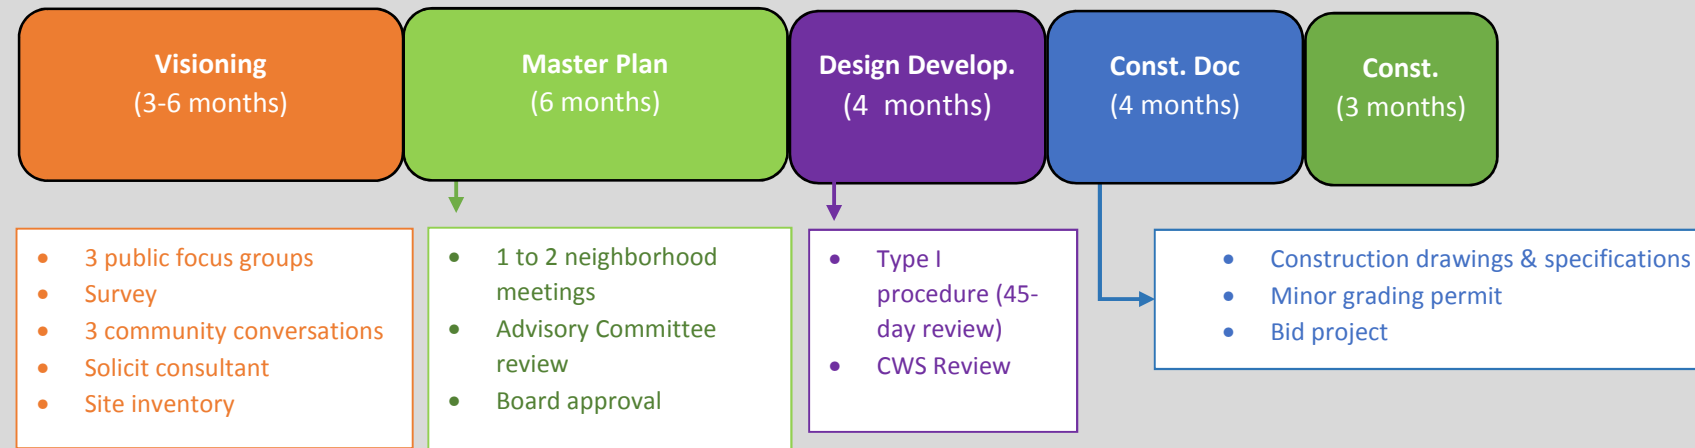 Visioning
(3-6 months)
Master Plan
(6 months)
Design Develop.
(4  months)
Const. Doc
(4 months)
Const.
(3 months)
• 3 public focus groups
• Survey
• 3 community conversations
• Solicit consultant
• Site inventory
• 1 to 2 neighborhood
meetings
• Advisory Committee
review
• Board approval
• Type I
procedure (45-
day review)
• CWS Review
• Construction drawings & specifications
• Minor grading permit
• Bid project